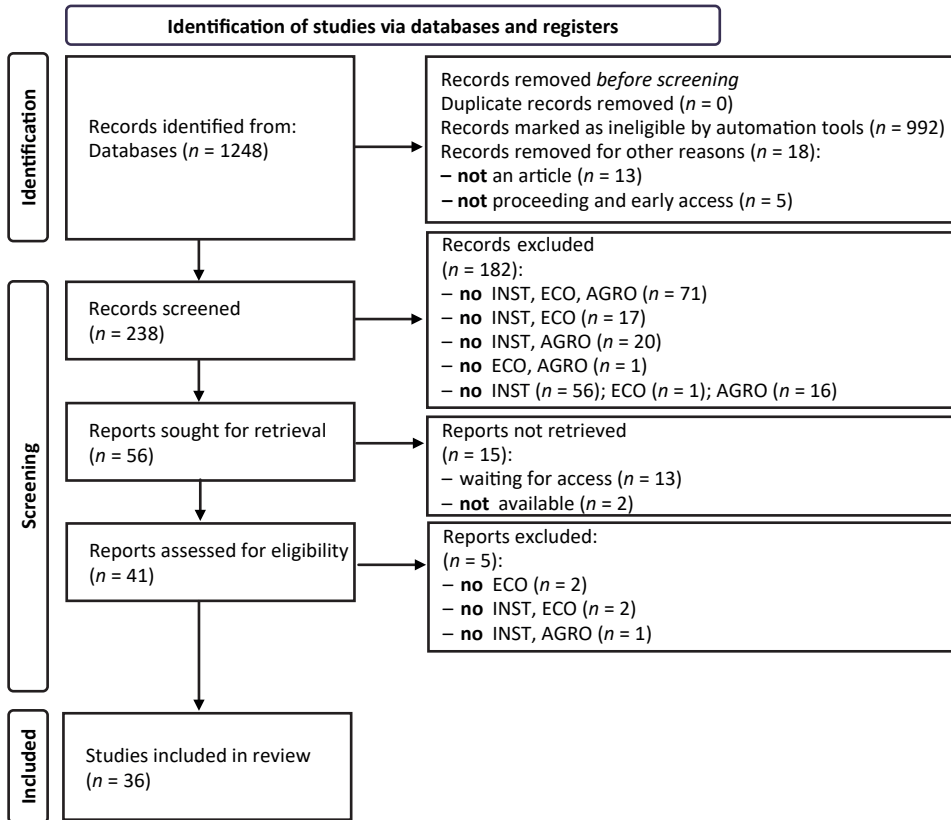 Identification of studies via databases and registers
Identification
Records identified from:
Databases (n = 1248)
Records removed before screening
Duplicate records removed (n = 0)
Records marked as ineligible by automation tools (n = 992)
Records removed for other reasons (n = 18):
– not an article (n = 13)
– not proceeding and early access (n = 5)
Screening
Records screened
(n = 238)
Records excluded
(n = 182):
– no INST, ECO, AGRO (n = 71)
– no INST, ECO (n = 17)
– no INST, AGRO (n = 20)
– no ECO, AGRO (n = 1)
– no INST (n = 56); ECO (n = 1); AGRO (n = 16)
Reports sought for retrieval
(n = 56)
Reports not retrieved
(n = 15):
– waiting for access (n = 13)
– not available (n = 2)
Reports assessed for eligibility
(n = 41)
Reports excluded:
(n = 5):
– no ECO (n = 2)
– no INST, ECO (n = 2)
– no INST, AGRO (n = 1)
Included
Studies included in review
(n = 36)